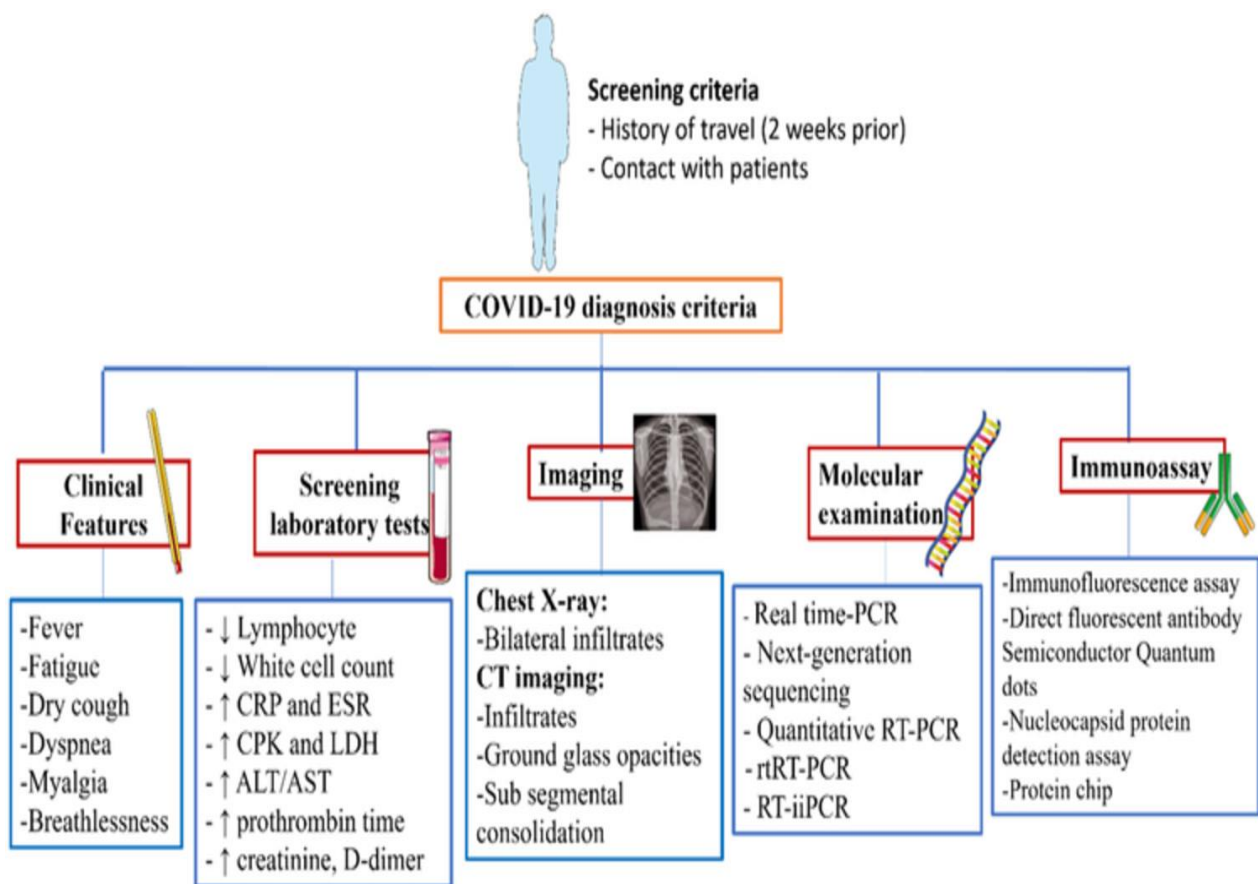 Screening criteria
- History of travel (2 weeks prior)
- Contact with patients
COVID-19 diagnosis criteria
Clinical
Features
-Fever
-Fatigue
-Dry cough
-Dyspnea
-Myalgia
-Breathlessness
Screening
laboratory tests
- ↓ Lymphocyte
- ↓ White cell count
- ↑ CRP and ESR
- ↑ CPK and LDH
- ↑ ALT/AST
- ↑ prothrombin time
- ↑ creatinine, D-dimer
Imaging
Chest X-ray:
-Bilateral infiltrates
CT imaging:
-Infiltrates
-Ground glass opacities
-Sub segmental
consolidation
Molecular
examination
- Real time-PCR
- Next-generation
sequencing
- Quantitative RT-PCR
- rtRT-PCR
- RT-iiPCR
Immunoassay
-Immunofluorescence assay
-Direct fluorescent antibody
Semiconductor Quantum
dots
-Nucleocapsid protein
detection assay
-Protein chip